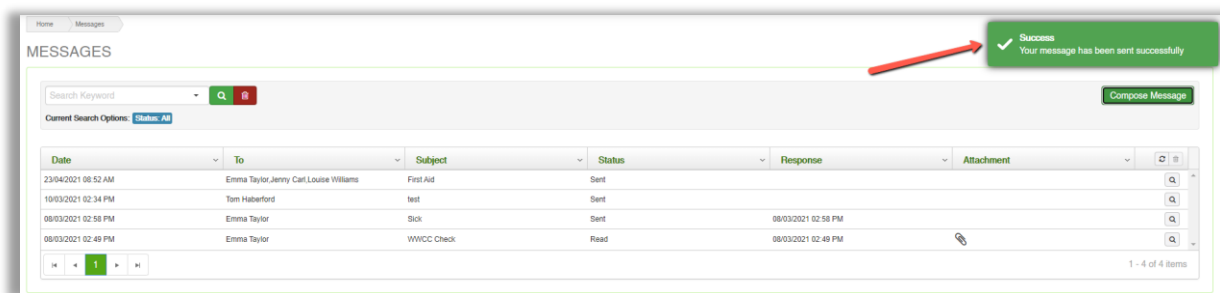 Home Messages
Success
Your message has been sent successfully
MESSAGES
Search Keyword
Compose Message
Current Search Options: Status: All
Date To Subject Status Response Attachment
23/04/2021 08:52 AM Emma Taylor,Jenny Carl,Louise Williams First Aid Sent
10/03/2021 02:34 PM Tom Haberford test Sent
08/03/2021 02:58 PM Emma Taylor Sick Sent 08/03/2021 02:58 PM
08/03/2021 02:49 PM Emma Taylor WWCC Check Read 08/03/2021 02:49 PM
1
1 - 4 of 4 items